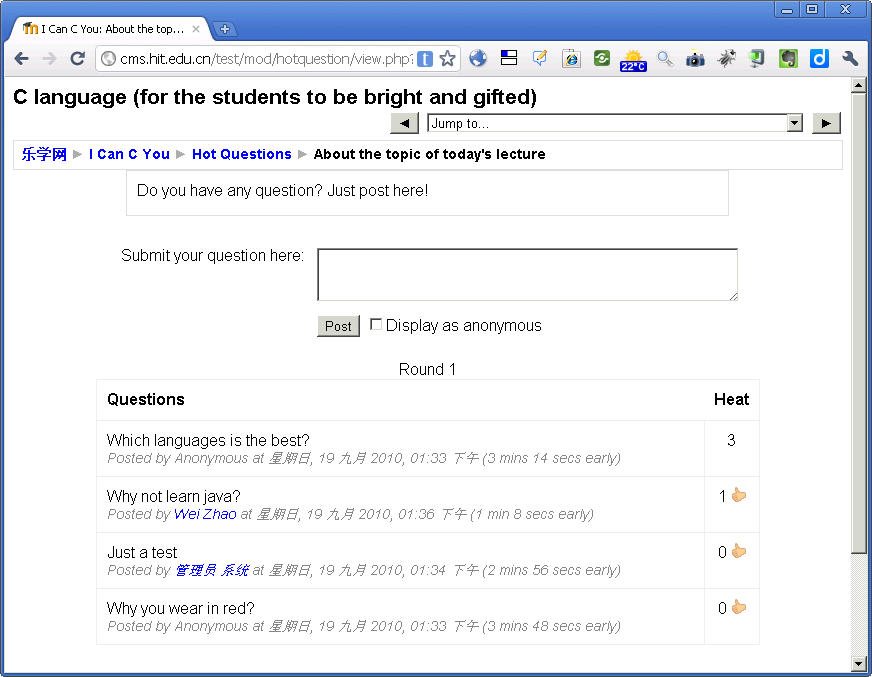 I Can C You: About the top...
cms.hit.edu.cn/test/mod/hotquestion/view.php?
22°C
C language (for the students to be bright and gifted)
◄ Jump to... ►
乐学网 ► I Can C You ► Hot Questions ► About the topic of today's lecture
Do you have any question? Just post here!
Submit your question here:
Post Display as anonymous
Round 1
Questions Heat
Which languages is the best? 3
Posted by Anonymous at 星期日, 19 九月 2010, 01:33 下午 (3 mins 14 secs early)
Why not learn java? 1
Posted by Wei Zhao at 星期日, 19 九月 2010, 01:36 下午 (1 min 8 secs early)
Just a test 0
Posted by 管理员 系统 at 星期日, 19 九月 2010, 01:34 下午 (2 mins 56 secs early)
Why you wear in red? 0
Posted by Anonymous at 星期日, 19 九月 2010, 01:33 下午 (3 mins 48 secs early)